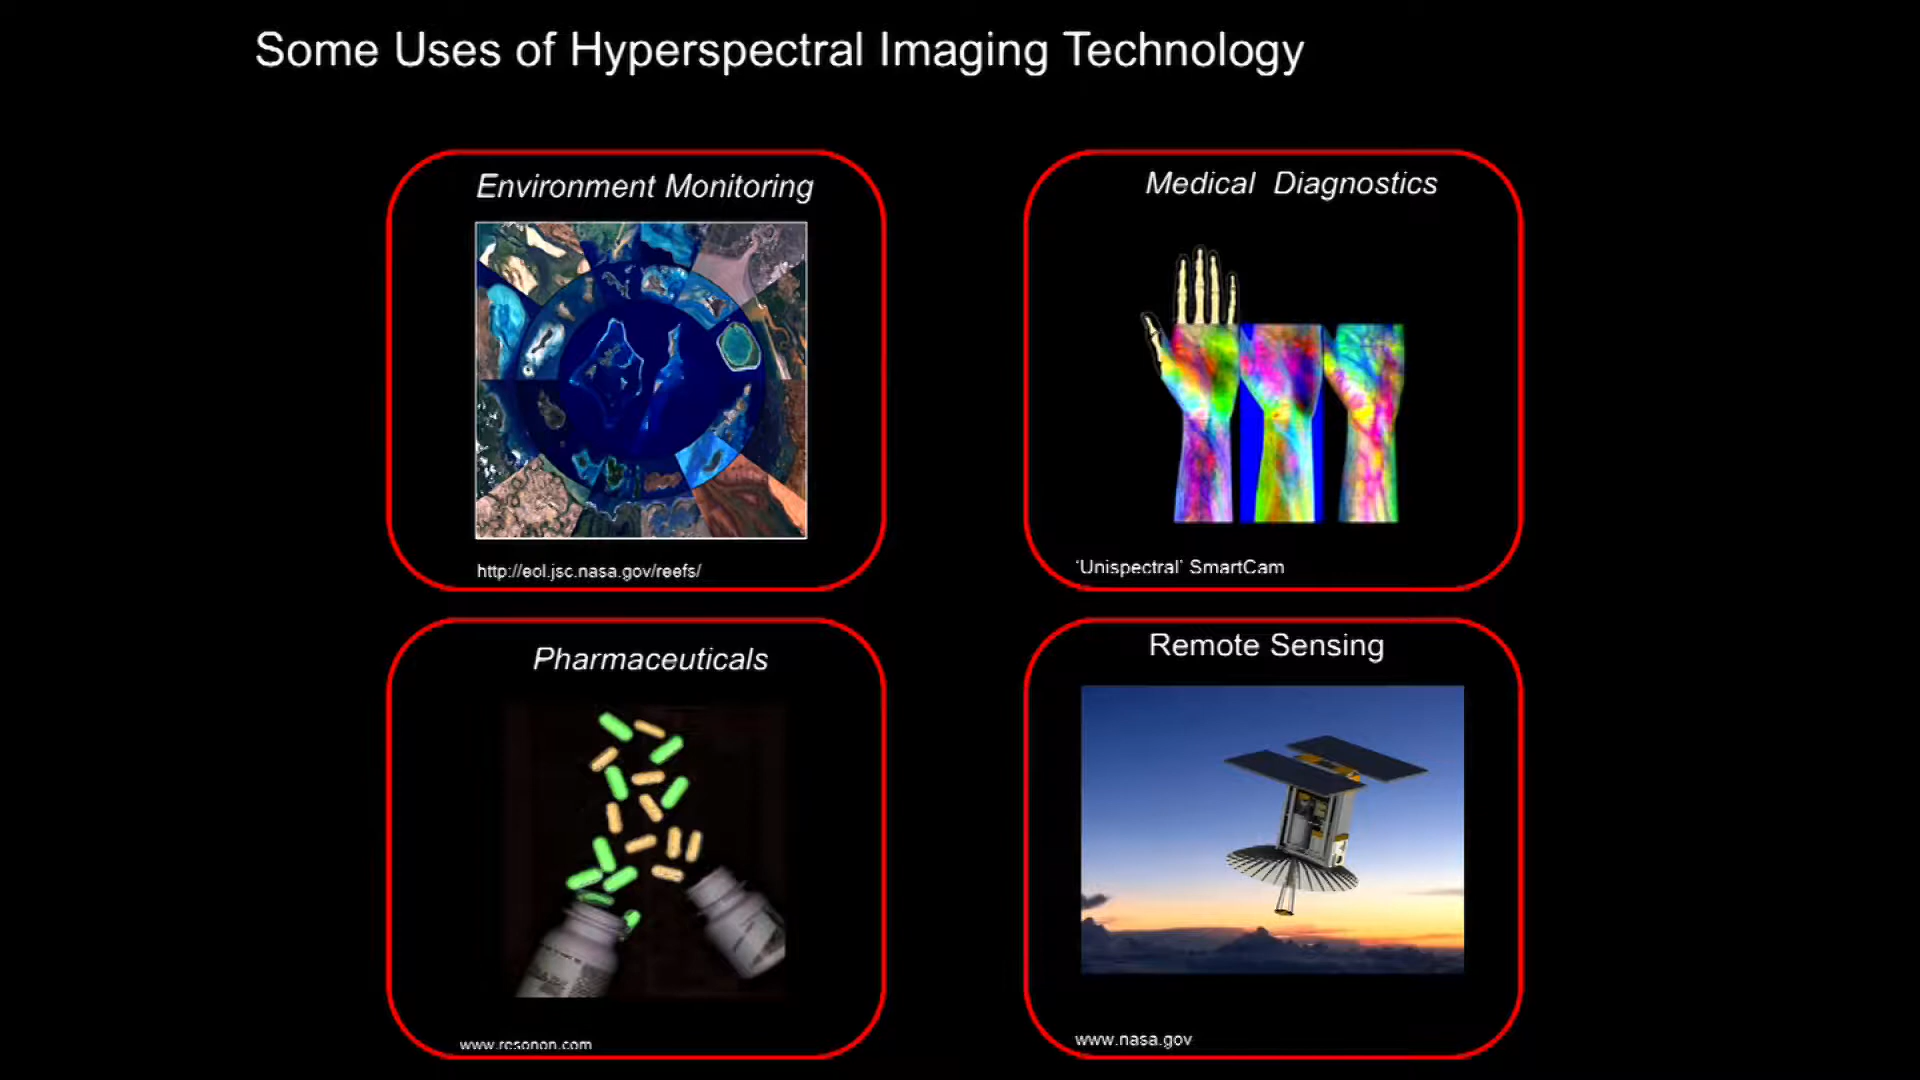 Some Uses of Hyperspectral Imaging Technology
Environment Monitoring
http://eol.jsc.nasa.gov/reefs/
Medical Diagnostics
‘Unispectral’ SmartCam
Pharmaceuticals
www.resonon.com
Remote Sensing
www.nasa.gov